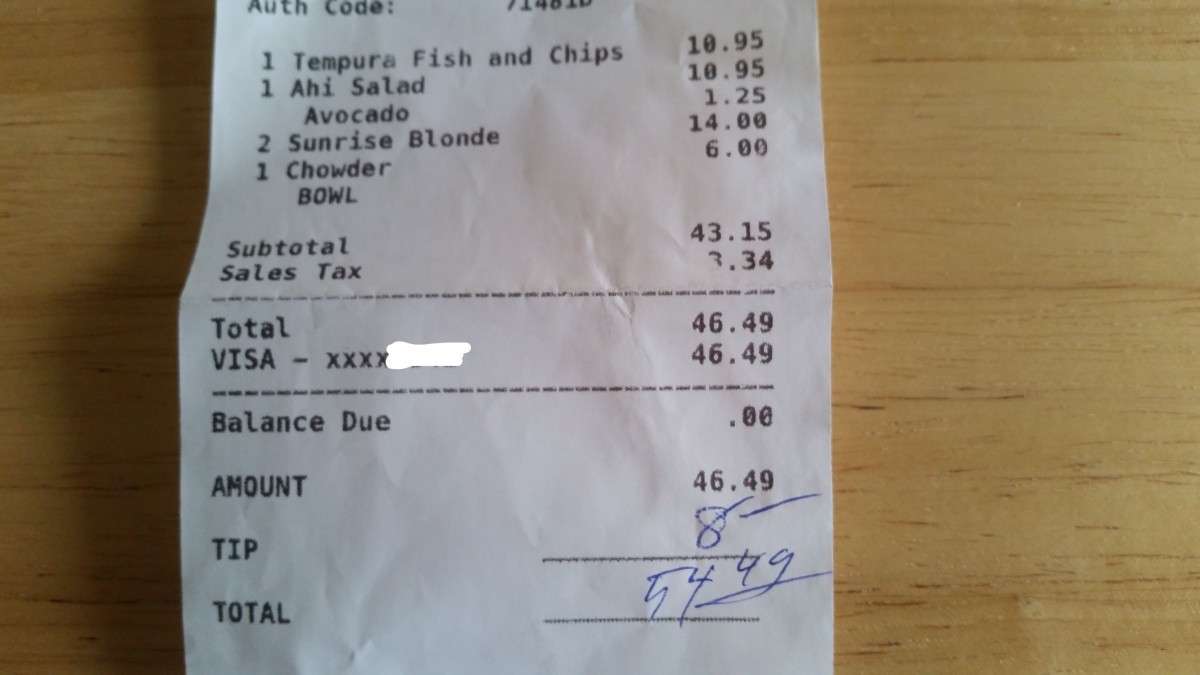 Auth Code:
1 Tempura Fish and Chips 10.95
1 Ahi Salad 10.95
Avocado 1.25
2 Sunrise Blonde 14.00
1 Chowder 6.00
BOWL
Subtotal 43.15
Sales Tax 3.34
Total 46.49
VISA - xxxx 46.49
Balance Due .00
AMOUNT 46.49
TIP 8-
TOTAL 54 49